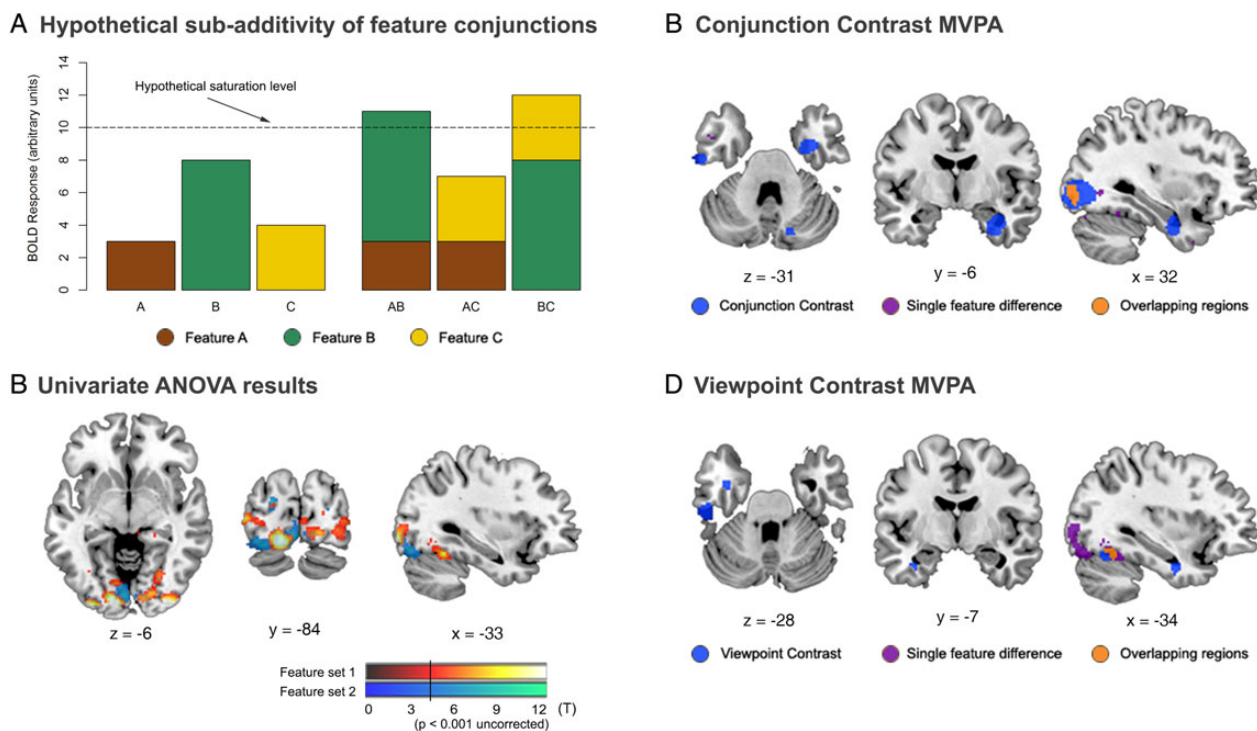 A Hypothetical sub-additivity of feature conjunctions
BOLD Response (arbitrary units)
14
12
10
8
6
4
2
0
Hypothetical saturation level
A B C AB AC BC
Feature A Feature B Feature C
B Conjunction Contrast MVPA
z = -31 y = -6 x = 32
Conjunction Contrast Single feature difference Overlapping regions
B Univariate ANOVA results
z = -6 y = -84 x = -33
Feature set 1
Feature set 2
0 3 6 9 12 (T)
(p < 0.001 uncorrected)
D Viewpoint Contrast MVPA
z = -28 y = -7 x = -34
Viewpoint Contrast Single feature difference Overlapping regions